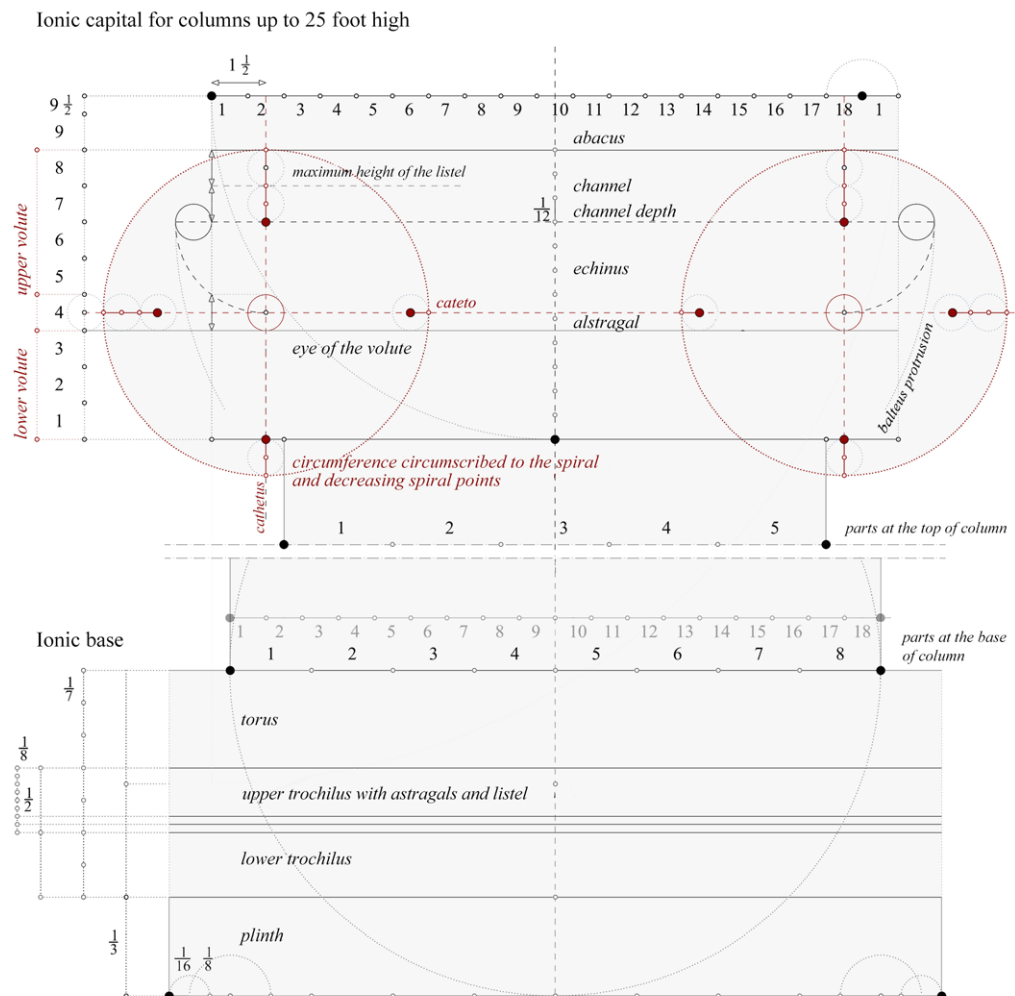 Ionic capital for columns up to 25 foot high
1 1/2
9 1/2
1 2 3 4 5 6 7 8 9 10 11 12 13 14 15 16 17 18 1
9
abacus
8
maximum height of the listel
channel
7
1/12
channel depth
upper volute
6
echinus
5
cateto
4
alstragal
eye of the volute
3
balteus protrusion
lower volute
2
1
circumference circumscribed to the spiral
and decreasing spiral points
cathetus
1 2 3 4 5
parts at the top of column
1 2 3 4 5 6 7 8 9 10 11 12 13 14 15 16 17 18
Ionic base
parts at the base
of column
1 2 3 4 5 6 7 8
1/7
torus
1/8
1/2
upper trochilus with astragals and listel
lower trochilus
1/3
plinth
1/16 1/8